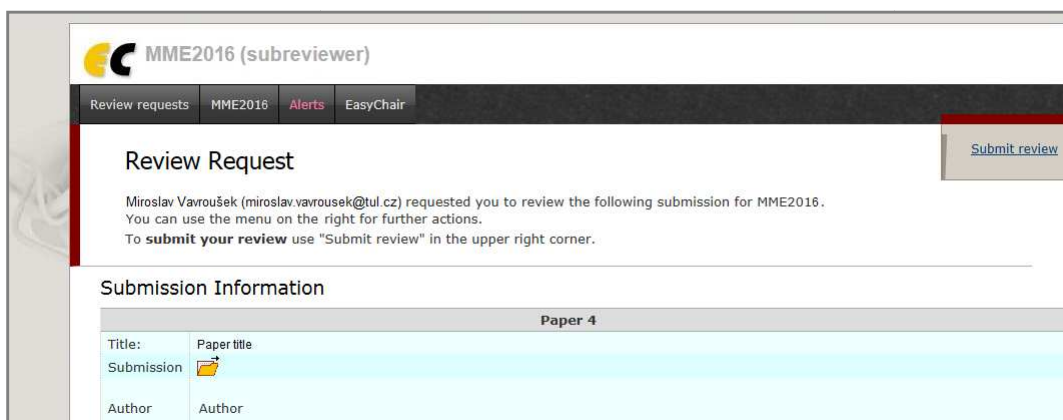 EC MME2016 (subreviewer)
Review requests MME2016 Alerts EasyChair
Submit review
Review Request
Miroslav Vavroušek (miroslav.vavrousek@tul.cz) requested you to review the following submission for MME2016.
You can use the menu on the right for further actions.
To submit your review use "Submit review" in the upper right corner.
Submission Information
Paper 4
Title: Paper title
Submission
Author Author